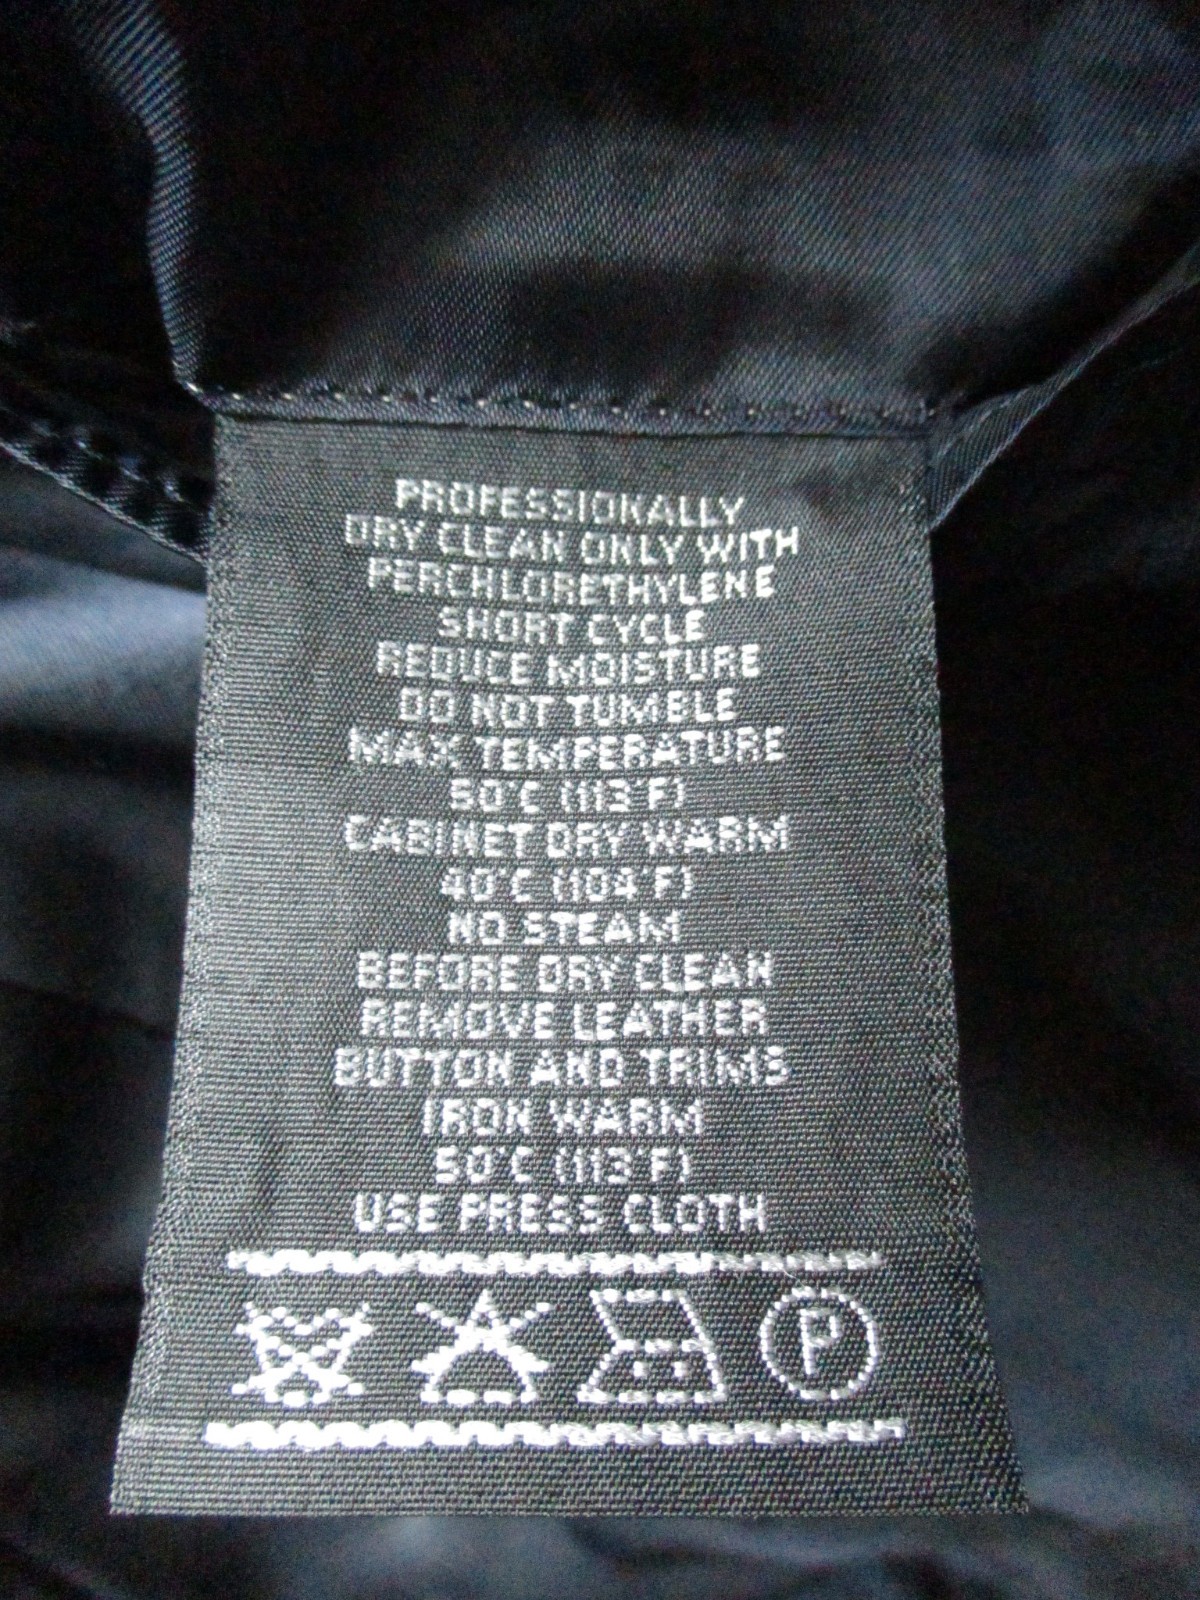 PROFESSIONALLY
DRY CLEAN ONLY WITH
PERCHLORETHYLENE
SHORT CYCLE
REDUCE MOISTURE
DO NOT TUMBLE
MAX TEMPERATURE
50°C (113°F)
CABINET DRY WARM
40°C (104°F)
NO STEAM
BEFORE DRY CLEAN
REMOVE LEATHER
BUTTON AND TRIMS
IRON WARM
50°C (113°F)
USE PRESS CLOTH
P